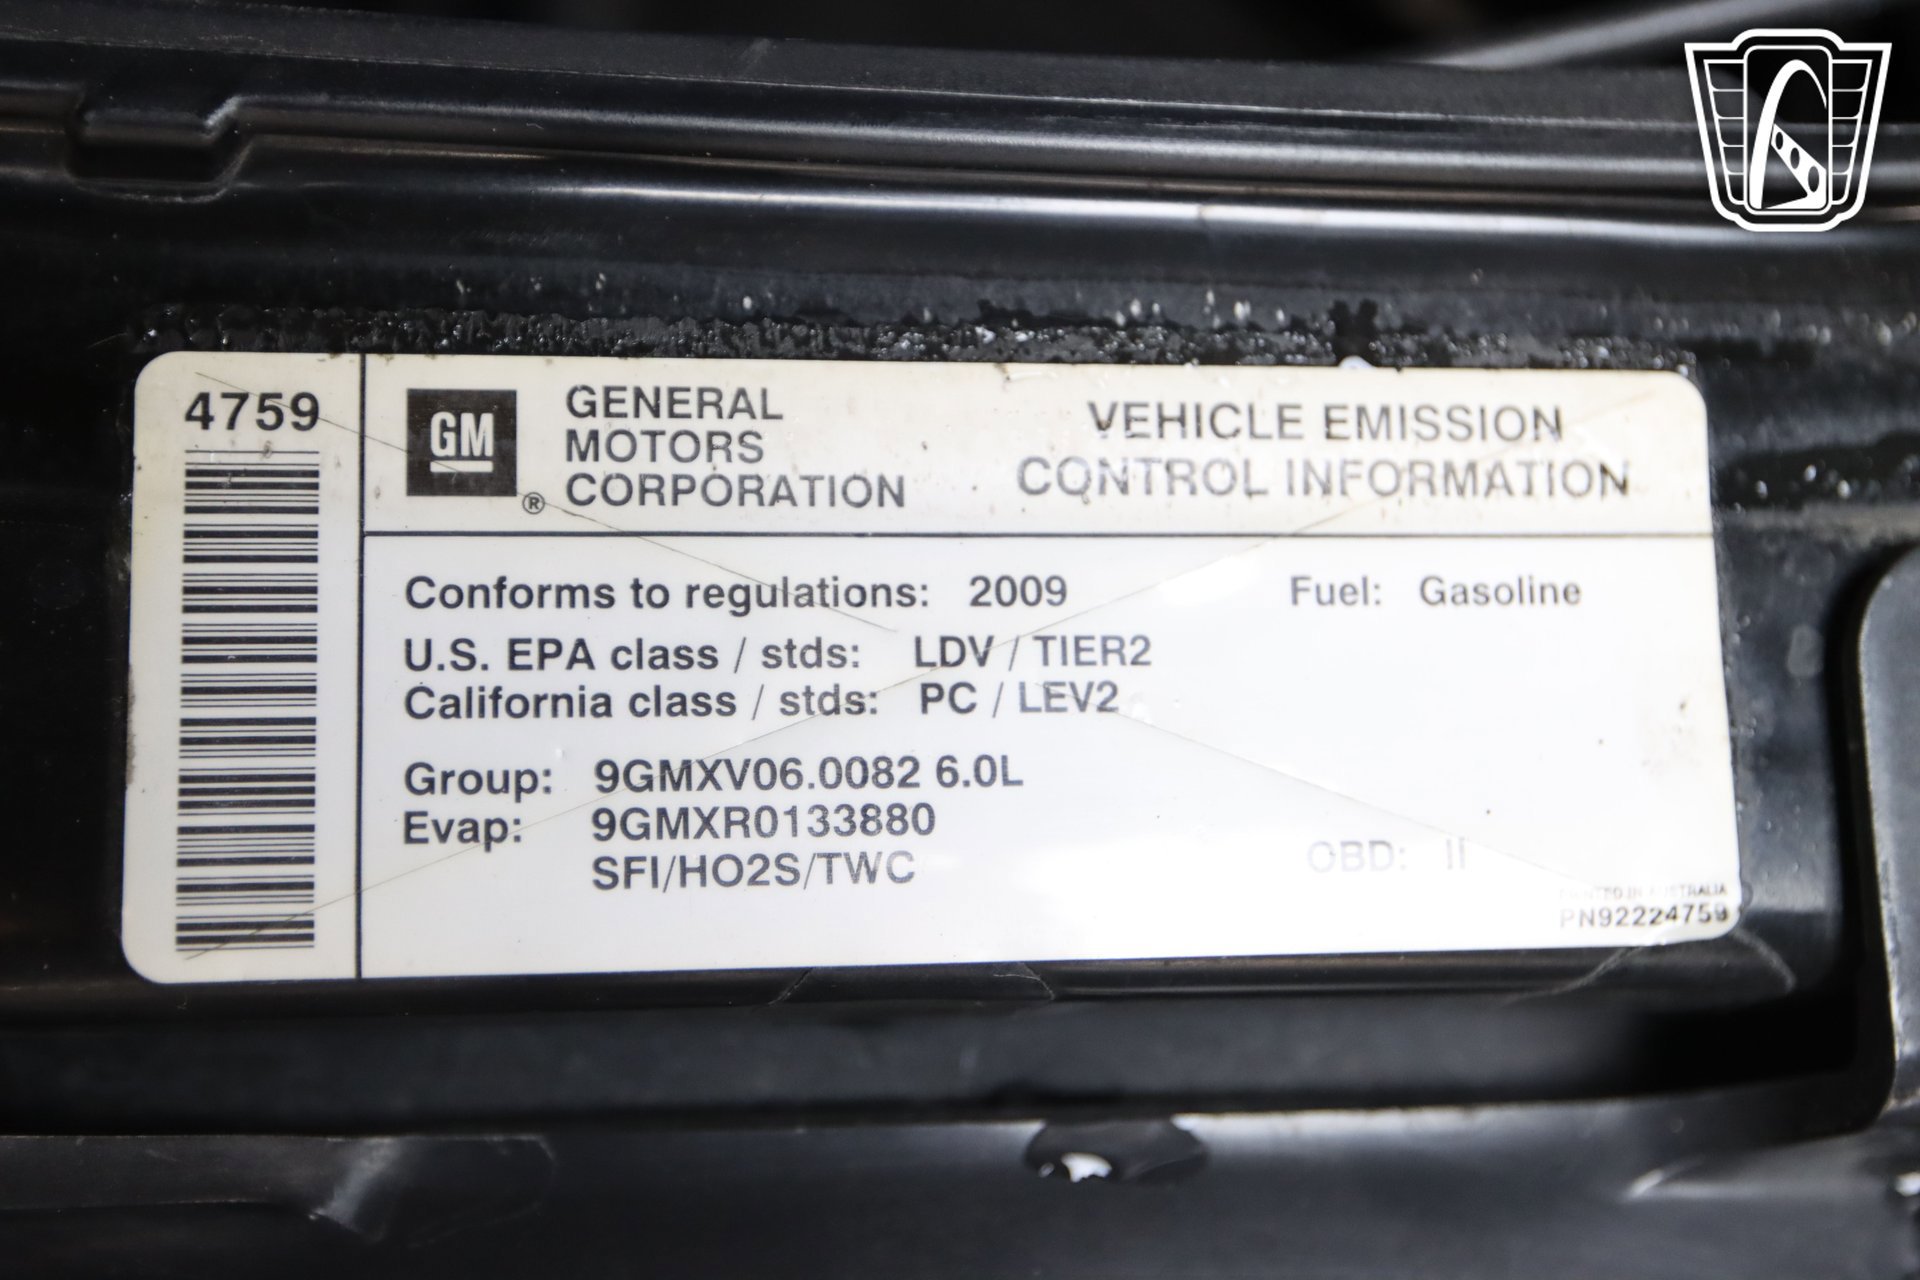 4759
GM
®
GENERAL
MOTORS
CORPORATION
VEHICLE EMISSION
CONTROL INFORMATION
Conforms to regulations: 2009
Fuel: Gasoline
U.S. EPA class / stds: LDV / TIER2
California class / stds: PC / LEV2
Group: 9GMXV06.0082 6.0L
Evap: 9GMXR0133880
SFI/HO2S/TWC
OBD: II
PRINTED IN AUSTRALIA
PN92224759